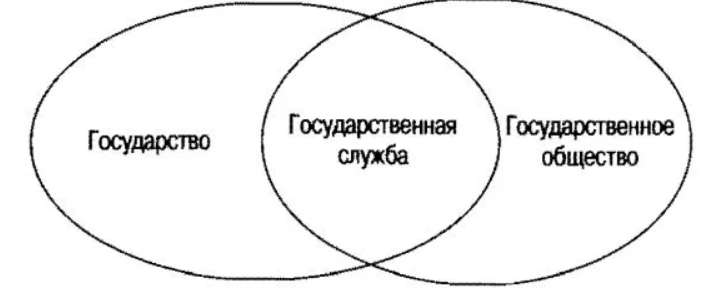 Государство
Государственная
служба
Государственное
общество